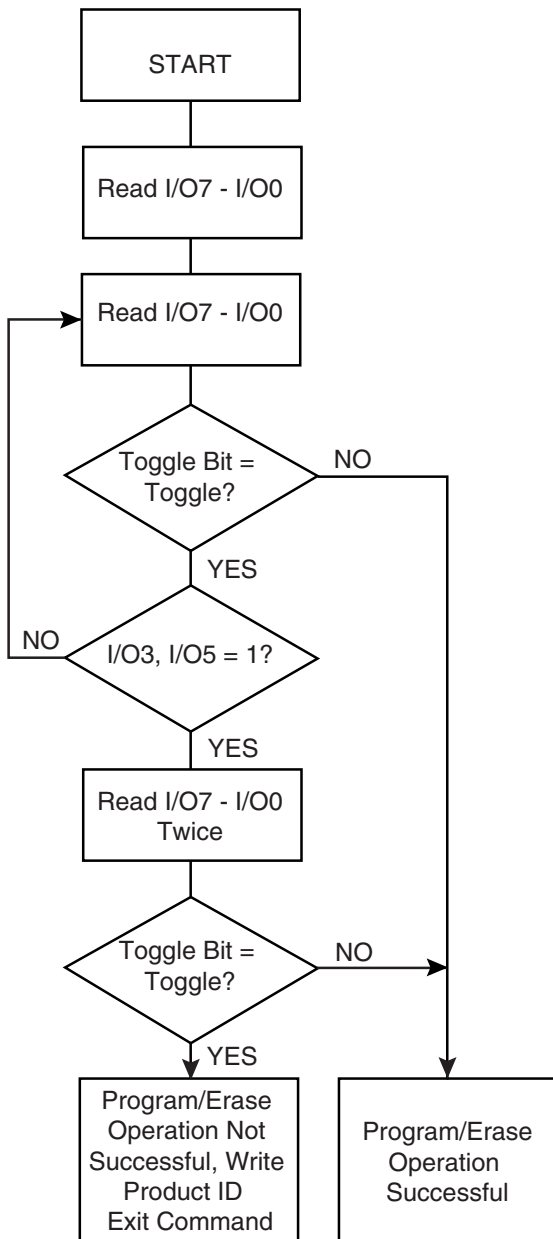 START
Read I/O7 - I/O0
Read I/O7 - I/O0
Toggle Bit =
Toggle?
NO
YES
NO
I/O3, I/O5 = 1?
YES
Read I/O7 - I/O0
Twice
Toggle Bit =
Toggle?
NO
YES
Program/Erase
Operation Not
Successful, Write
Product ID
Exit Command
Program/Erase
Operation
Successful